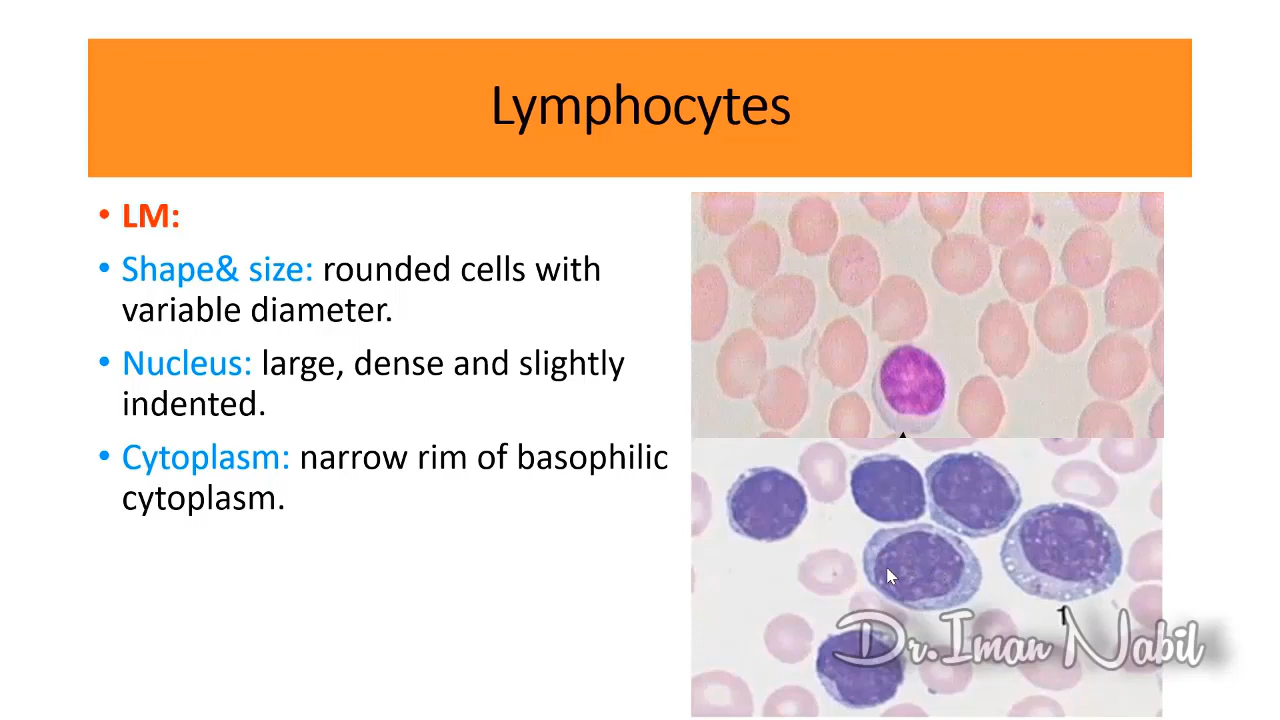 Lymphocytes
• LM:
• Shape& size: rounded cells with
variable diameter.
• Nucleus: large, dense and slightly
indented.
• Cytoplasm: narrow rim of basophilic
cytoplasm.
1
Dr.Iman Nabil